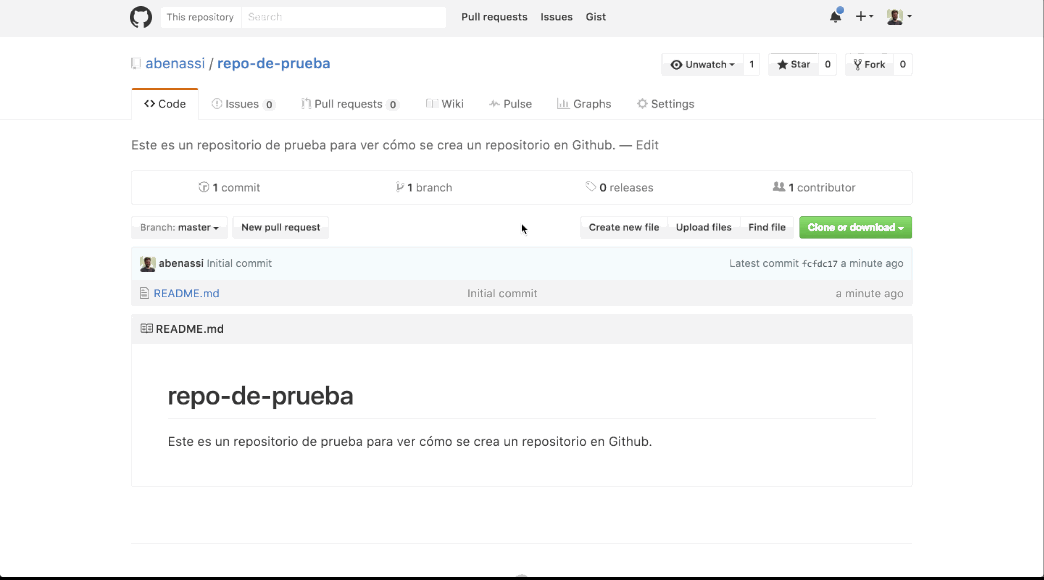 This repository Search Pull requests Issues Gist
abenassi / repo-de-prueba Unwatch 1 Star 0 Fork 0
Code Issues 0 Pull requests 0 Wiki Pulse Graphs Settings
Este es un repositorio de prueba para ver cómo se crea un repositorio en Github. — Edit
1 commit 1 branch 0 releases 1 contributor
Branch: master New pull request Create new file Upload files Find file Clone or download
abenassi Initial commit Latest commit fcfdc17 a minute ago
README.md Initial commit a minute ago
README.md
repo-de-prueba
Este es un repositorio de prueba para ver cómo se crea un repositorio en Github.